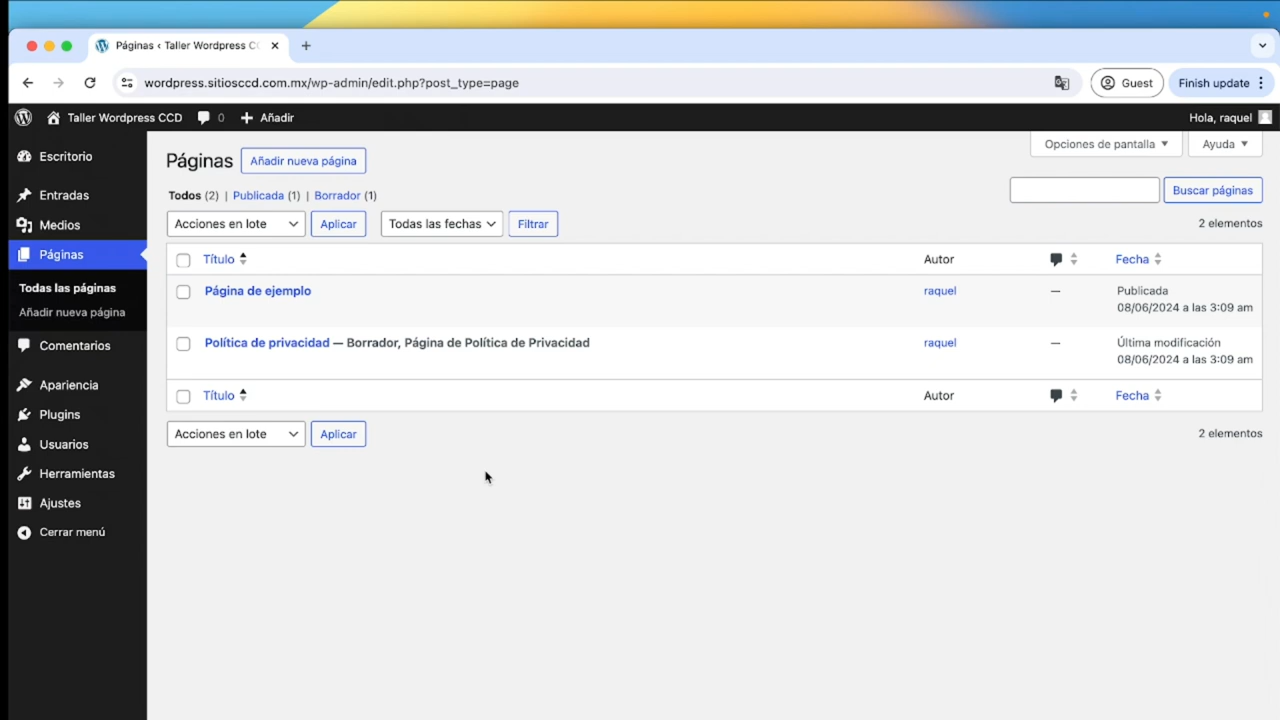 Páginas ‹ Taller Wordpress C
wordpress.sitiosccd.com.mx/wp-admin/edit.php?post_type=page
Guest
Finish update
Taller Wordpress CCD
0
Añadir
Hola, raquel
Escritorio
Entradas
Medios
Páginas
Todas las páginas
Añadir nueva página
Comentarios
Apariencia
Plugins
Usuarios
Herramientas
Ajustes
Cerrar menú
Opciones de pantalla
Ayuda
Páginas
Añadir nueva página
Todos (2) | Publicada (1) | Borrador (1)
Buscar páginas
Acciones en lote
Aplicar
Todas las fechas
Filtrar
2 elementos
Título
Autor
Fecha
Página de ejemplo
raquel
—
Publicada
08/06/2024 a las 3:09 am
Política de privacidad — Borrador, Página de Política de Privacidad
raquel
—
Última modificación
08/06/2024 a las 3:09 am
Título
Autor
Fecha
Acciones en lote
Aplicar
2 elementos